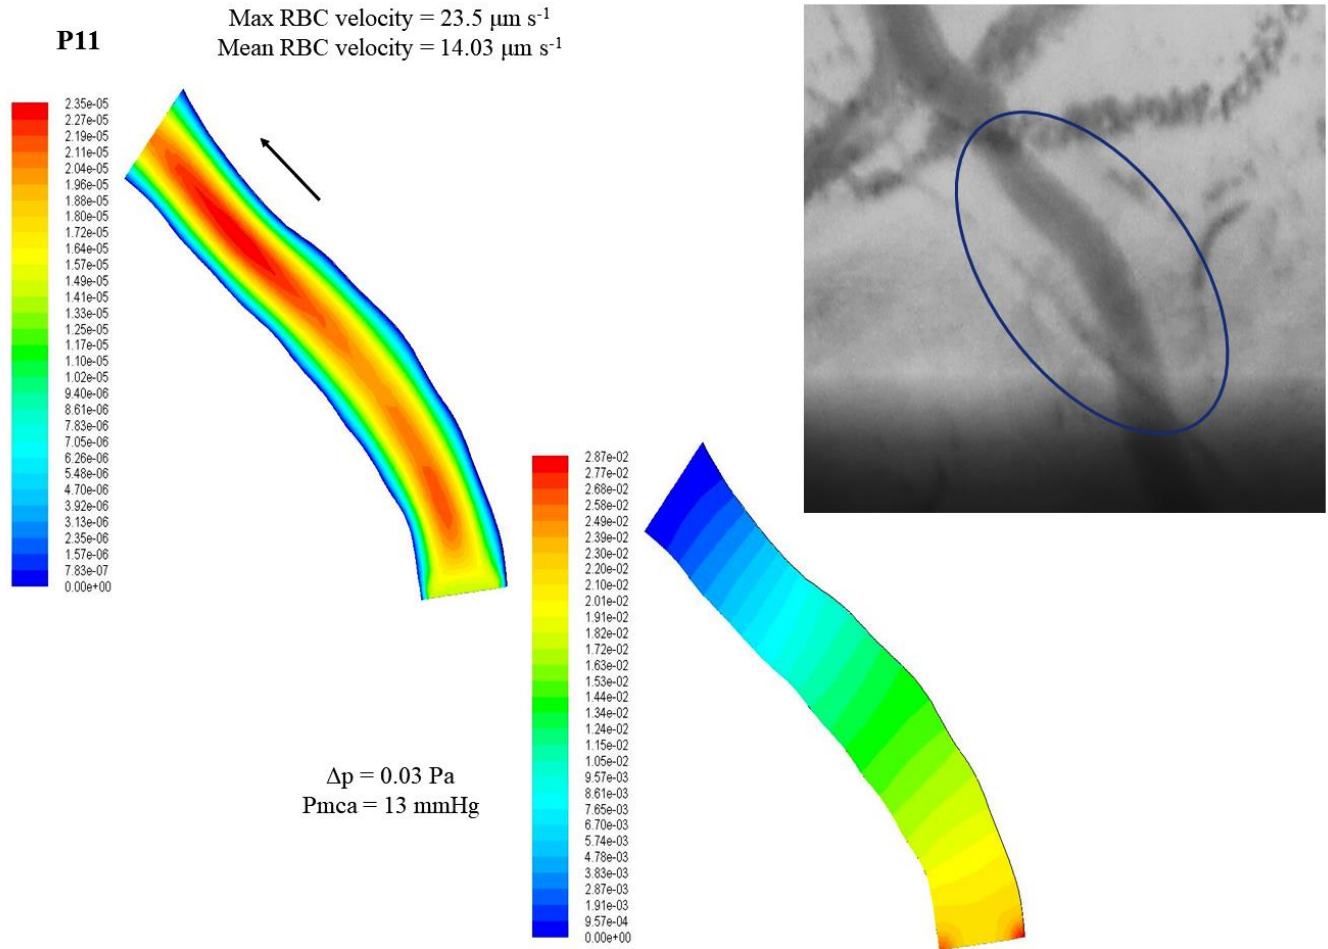 P11
Max RBC velocity = 23.5 μm s-1
Mean RBC velocity = 14.03 μm s-1
2.35e-05
2.27e-05
2.19e-05
2.11e-05
2.04e-05
1.96e-05
1.88e-05
1.80e-05
1.72e-05
1.64e-05
1.57e-05
1.49e-05
1.41e-05
1.33e-05
1.25e-05
1.17e-05
1.10e-05
1.02e-05
9.40e-06
8.61e-06
7.83e-06
7.05e-06
6.26e-06
5.48e-06
4.70e-06
3.92e-06
3.13e-06
2.35e-06
1.57e-06
7.83e-07
0.00e+00
2.87e-02
2.77e-02
2.68e-02
2.58e-02
2.49e-02
2.39e-02
2.30e-02
2.20e-02
2.10e-02
2.01e-02
1.91e-02
1.82e-02
1.72e-02
1.63e-02
1.53e-02
1.44e-02
1.34e-02
1.24e-02
1.15e-02
1.05e-02
9.57e-03
8.61e-03
7.65e-03
6.70e-03
5.74e-03
4.78e-03
3.83e-03
2.87e-03
1.91e-03
9.57e-04
0.00e+00
Δp = 0.03 Pa
Pmca = 13 mmHg